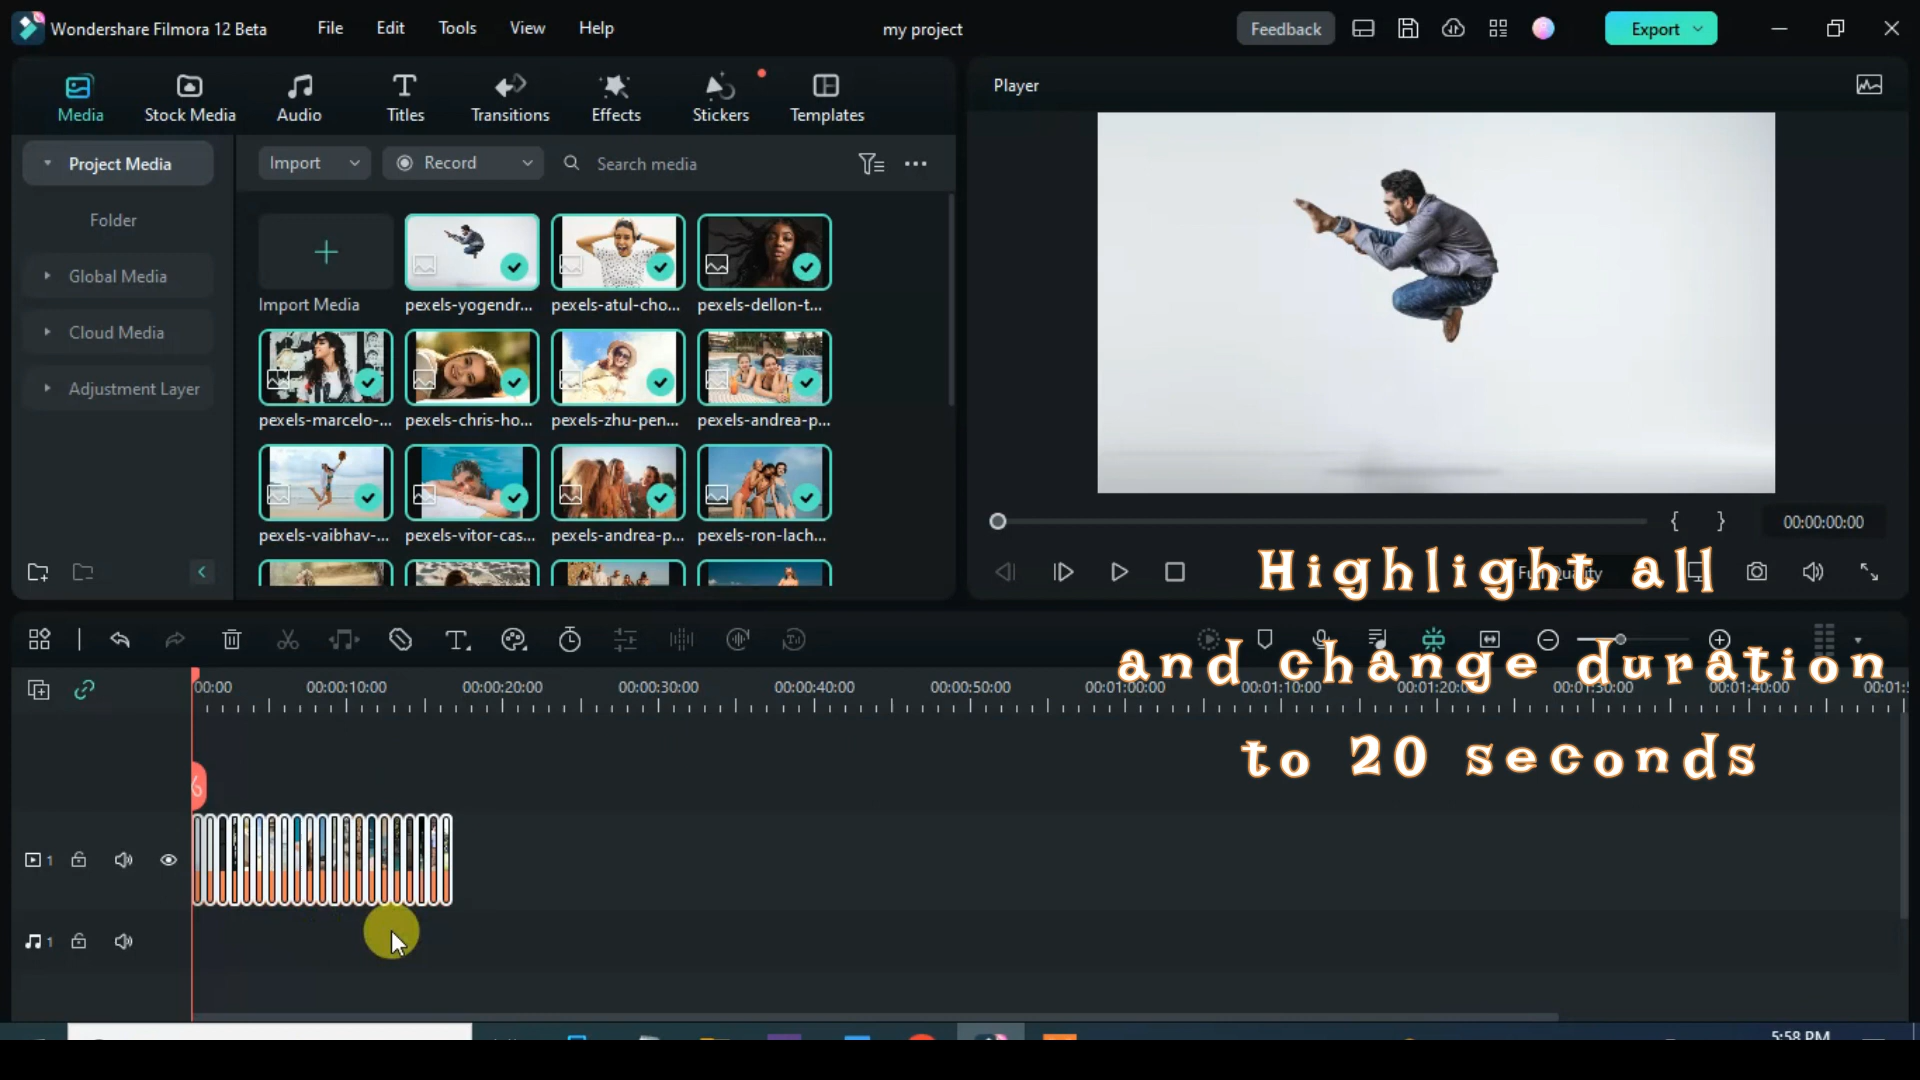 Wondershare Filmora 12 Beta
File
Edit
Tools
View
Help
my project
Feedback
Export
Media
Stock Media
Audio
Titles
Transitions
Effects
Stickers
Templates
Player
Project Media
Import
Record
Search media
Folder
Global Media
Cloud Media
Adjustment Layer
Import Media
pexels-yogendr...
pexels-atul-cho...
pexels-dellon-t...
pexels-marcelo-...
pexels-chris-ho...
pexels-zhu-pen...
pexels-andrea-p...
pexels-vaibhav-...
pexels-vitor-cas...
pexels-andrea-p...
pexels-ron-lach...
00:00:00:00
Full Quality
Highlight all
and change duration
to 20 seconds
00:00
00:00:10:00
00:00:20:00
00:00:30:00
00:00:40:00
00:00:50:00
00:01:00:00
00:01:10:00
00:01:20:00
00:01:30:00
00:01:40:00
1
1
5:58 PM